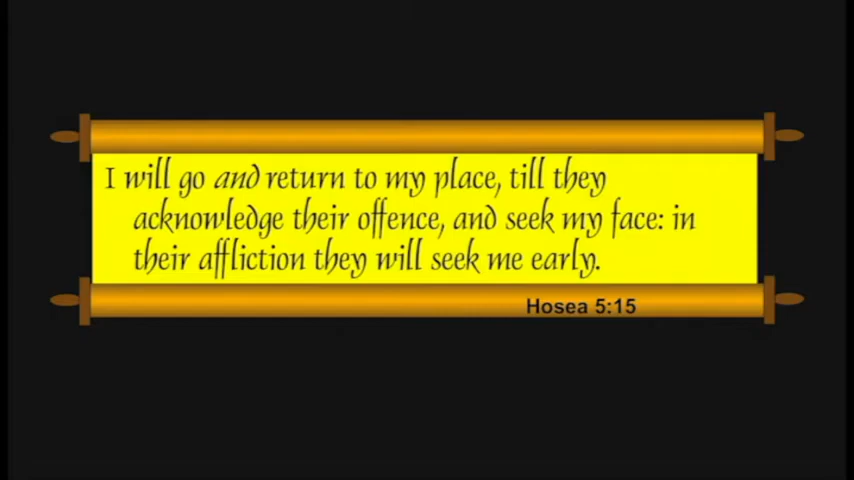 I will go and return to my place, till they
acknowledge their offence, and seek my face: in
their affliction they will seek me early.
Hosea 5:15